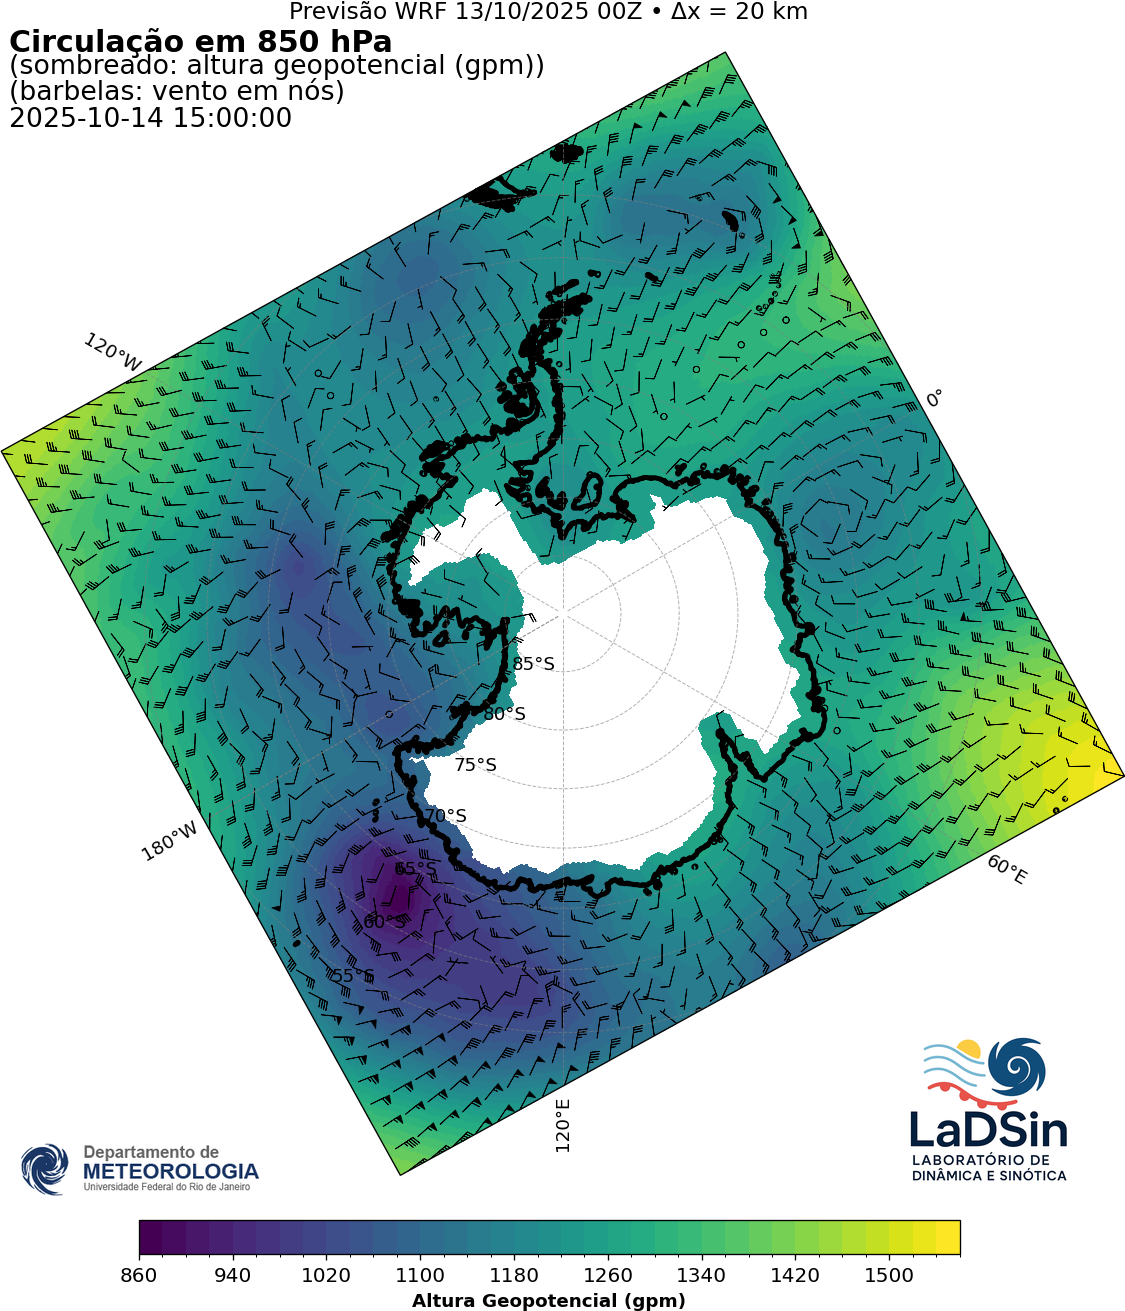 Previsão WRF 13/10/2025 00Z • Δx = 20 km
Circulação em 850 hPa
(sombreado: altura geopotencial (gpm))
(barbelas: vento em nós)
2025-10-14 15:00:00
120°W
0°
85°S
80°S
75°S
70°S
180°W
65°S
60°E
60°S
55°S
120°E
LaDSin
LABORATÓRIO DE
DINÂMICA E SINÓTICA
Departamento de
METEOROLOGIA
Universidade Federal do Rio de Janeiro
860 940 1020 1100 1180 1260 1340 1420 1500
Altura Geopotencial (gpm)